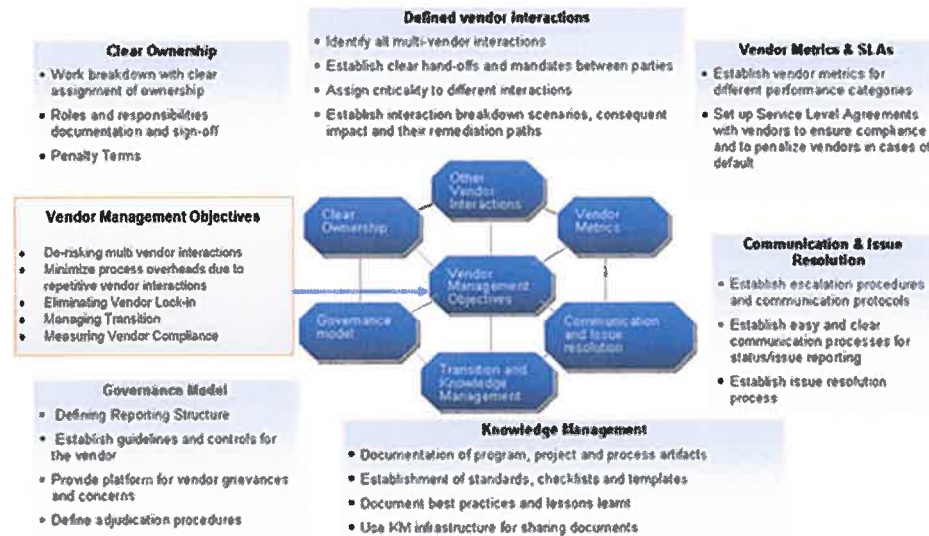 Defined vendor interactions
• Identify all multi-vendor interactions
• Establish clear hand-offs and mandates between parties
• Assign criticality to different interactions
• Establish interaction breakdown scenarios, consequent
impact and their remediation paths
Clear Ownership
• Work breakdown with clear
assignment of ownership
• Roles and responsibilities
documentation and sign-off
• Penalty Terms
Vendor Metrics & SLAs
• Establish vendor metrics for
different performance categories
• Set up Service Level Agreements
with vendors to ensure compliance
and to penalize vendors in cases of
default
Vendor Management Objectives
• De-risking multi vendor interactions
• Minimize process overheads due to
repetitive vendor interactions
• Eliminating Vendor Lock-in
• Managing Transition
• Measuring Vendor Compliance
Other
Vendor
Interactions
Clear
Ownership
Vendor
Metrics
Vendor
Management
Objectives
Governance
model
Communication
and Issue
resolution
Transition and
Knowledge
Management
Communication & Issue
Resolution
• Establish escalation procedures
and communication protocols
• Establish easy and clear
communication processes for
status/issue reporting
• Establish issue resolution
process
Governance Model
• Defining Reporting Structure
• Establish guidelines and controls for
the vendor
• Provide platform for vendor grievances
and concerns
• Define adjudication procedures
Knowledge Management
• Documentation of program, project and process artifacts
• Establishment of standards, checklists and templates
• Document best practices and lessons learnt
• Use KM infrastructure for sharing documents